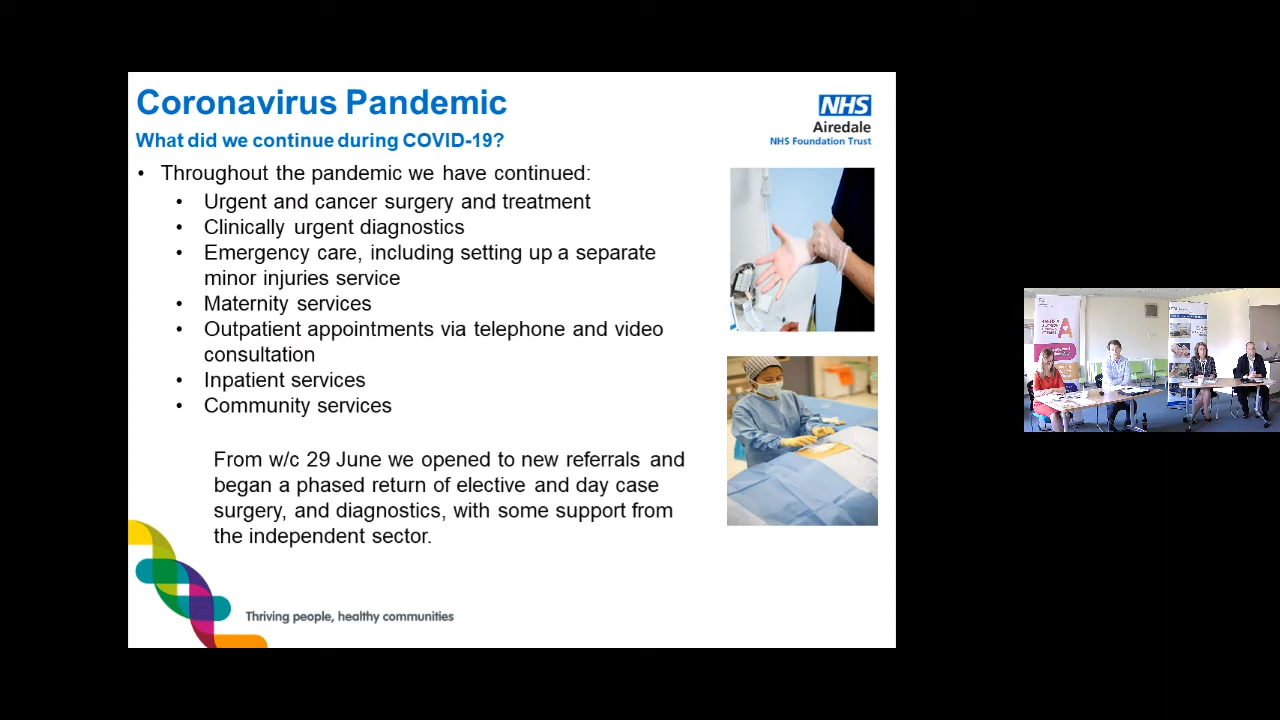 Coronavirus Pandemic
NHS
Airedale
NHS Foundation Trust
What did we continue during COVID-19?
• Throughout the pandemic we have continued:
• Urgent and cancer surgery and treatment
• Clinically urgent diagnostics
• Emergency care, including setting up a separate
minor injuries service
• Maternity services
• Outpatient appointments via telephone and video
consultation
• Inpatient services
• Community services
From w/c 29 June we opened to new referrals and
began a phased return of elective and day case
surgery, and diagnostics, with some support from
the independent sector.
Thriving people, healthy communities